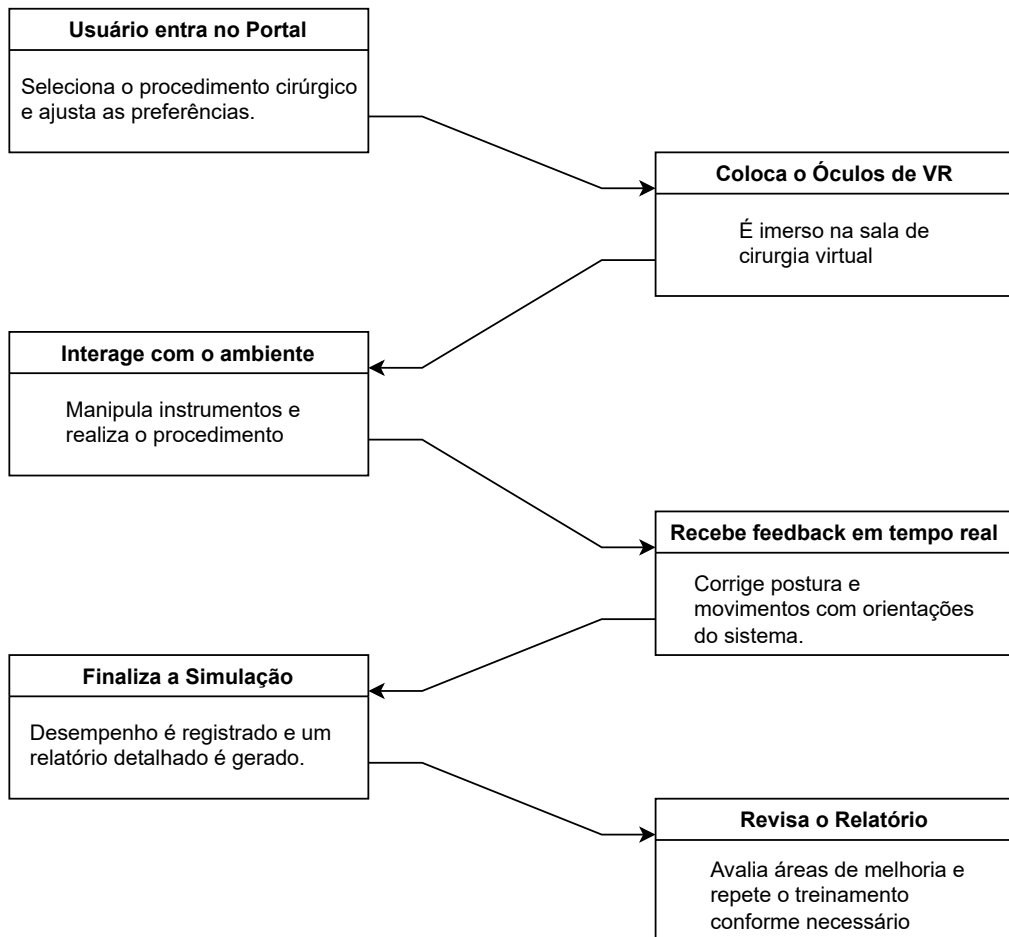 Usuário entra no Portal
Seleciona o procedimento cirúrgico
e ajusta as preferências.
Coloca o Óculos de VR
É imerso na sala de
cirurgia virtual
Interage com o ambiente
Manipula instrumentos e
realiza o procedimento
Recebe feedback em tempo real
Corrige postura e
movimentos com orientações
do sistema.
Finaliza a Simulação
Desempenho é registrado e um
relatório detalhado é gerado.
Revisa o Relatório
Avalia áreas de melhoria e
repete o treinamento
conforme necessário